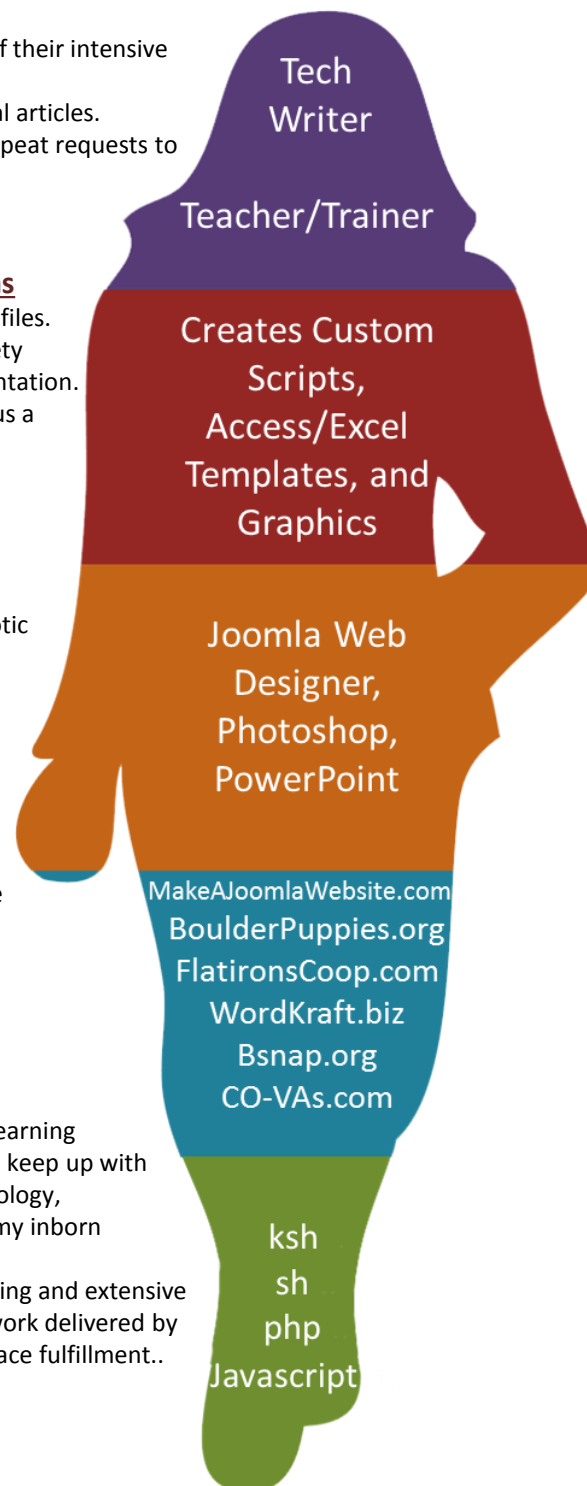 f their intensive
l articles.
peat requests to
ns
files.
ety
ntation.
us a
otic
e
earning
keep up with
ology,
my inborn
ing and extensive
work delivered by
ace fulfillment..
Tech
Writer
Teacher/Trainer
Creates Custom
Scripts,
Access/Excel
Templates, and
Graphics
Joomla Web
Designer,
Photoshop,
PowerPoint
MakeAJoomlaWebsite.com
BoulderPuppies.org
FlatironsCoop.com
WordKraft.biz
Bsnap.org
CO-VAs.com
ksh
sh
php
Javascript